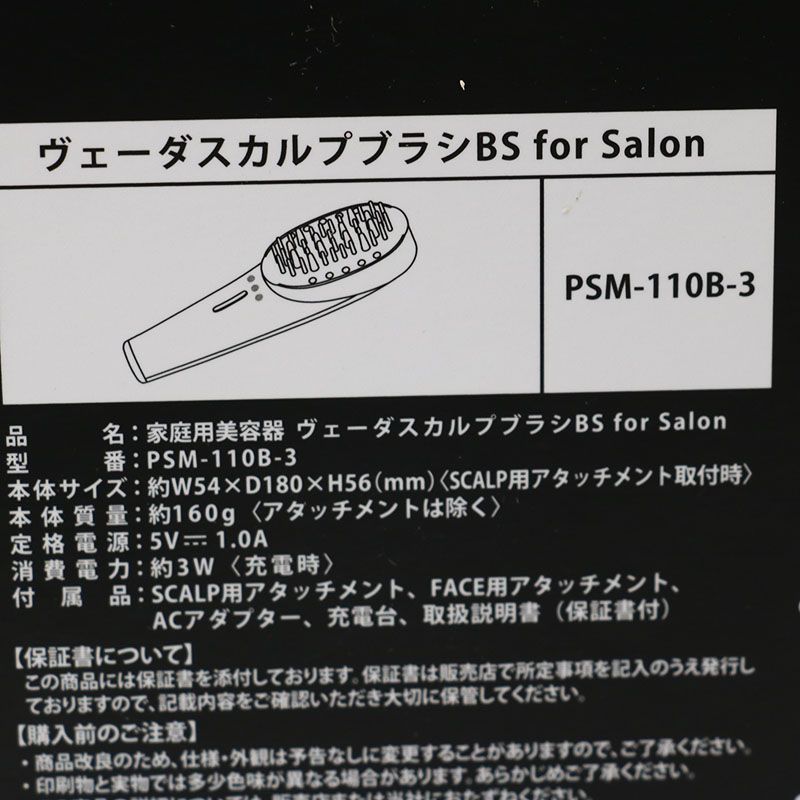 ヴェーダスカルプブラシBS for Salon
PSM-110B-3
品名：家庭用美容器 ヴェーダスカルプブラシBS for Salon
型番：PSM-110B-3
本体サイズ：約W54×D180×H56(mm)〈SCALP用アタッチメント取付時〉
本体質量：約160g〈アタッチメントは除く〉
定格電源：5V⎓ 1.0A
消費電力：約3W〈充電時〉
付属品：SCALP用アタッチメント、FACE用アタッチメント、
ACアダプター、充電台、取扱説明書（保証書付）
【保証書について】
この商品には保証書を添付しております。保証書は販売店で所定事項を記入のうえ発行し
ておりますので、記載内容をご確認いただき大切に保管してください。
【購入前のご注意】
・商品改良のため、仕様・外観は予告なしに変更することがありますので、ご了承ください。
・印刷物と実物では多少色味が異なる場合があります。あらかじめご了承ください。